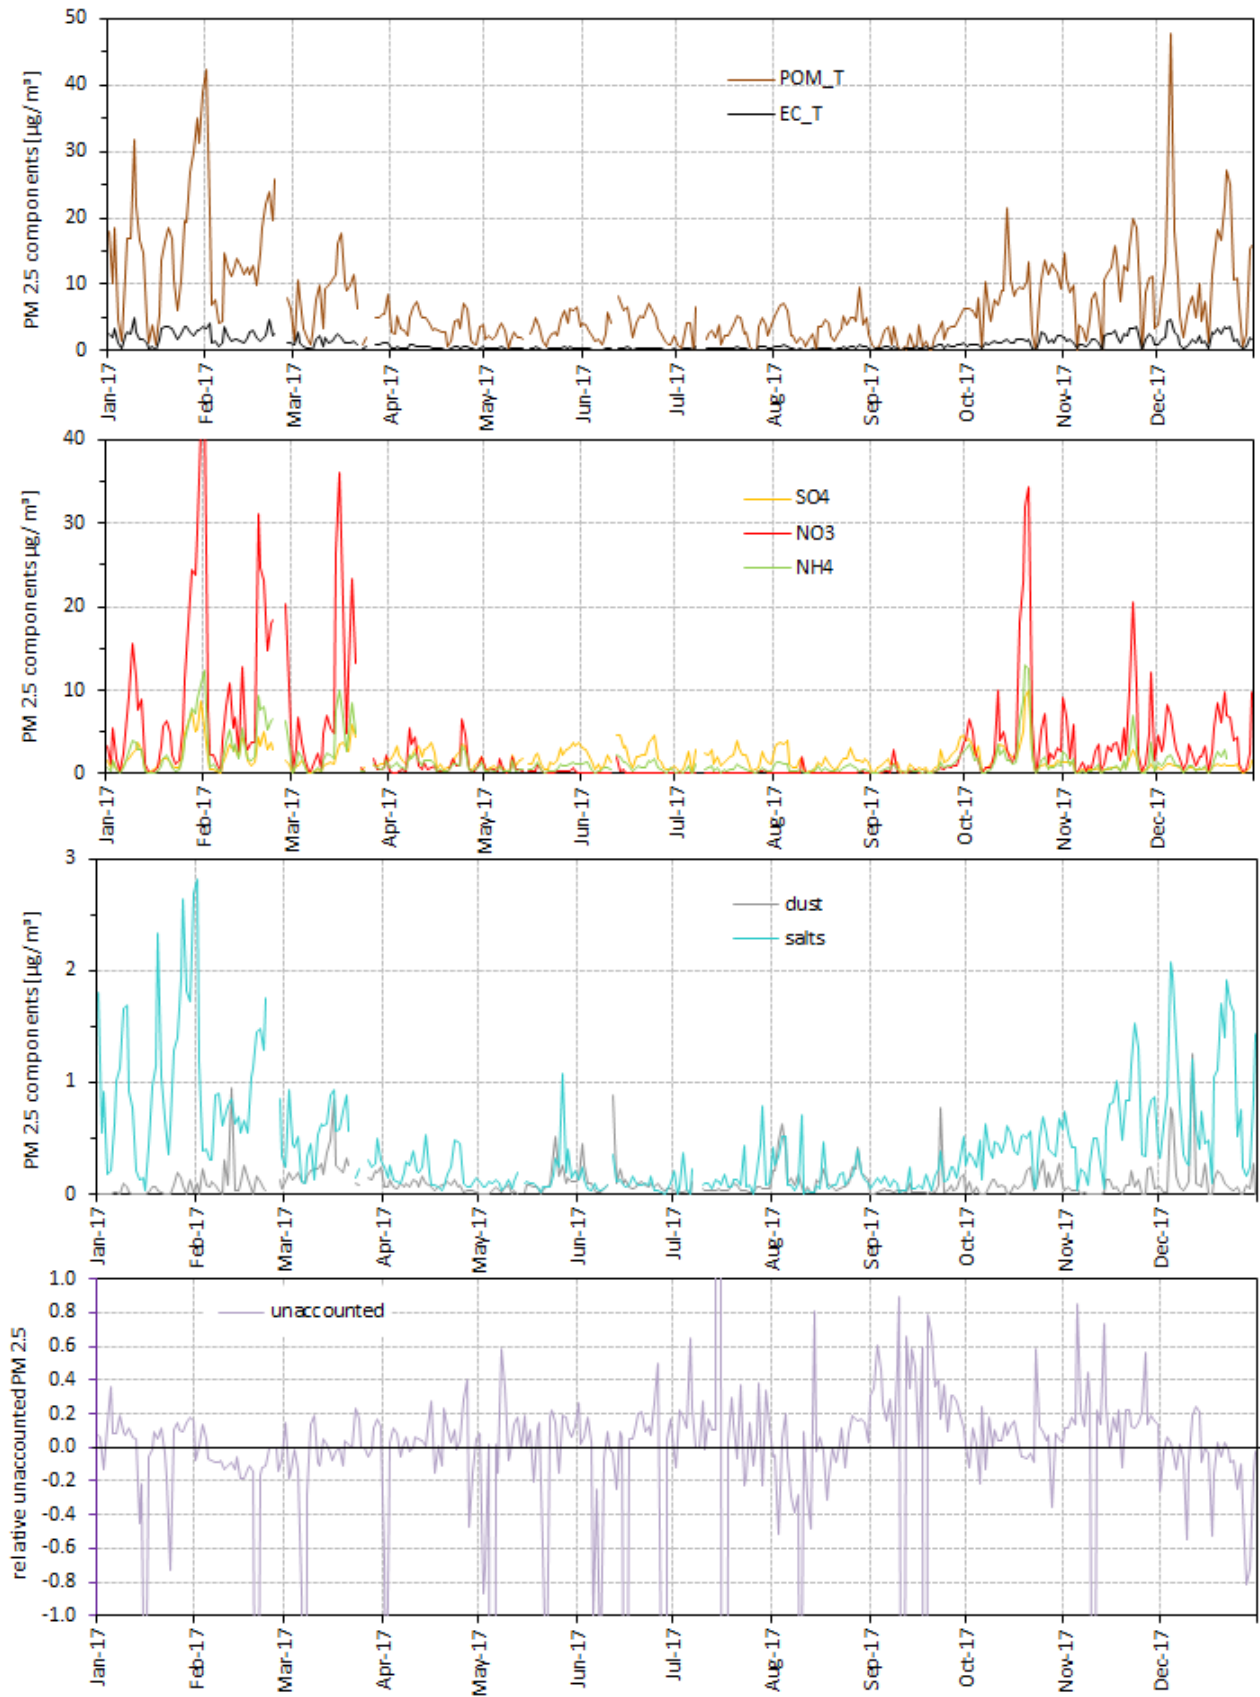 PM 2.5 components [µg/ m³]
50
40
30
20
10
0
POM_T
EC_T
Jan-17
Feb-17
Mar-17
Apr-17
May-17
Jun-17
Jul-17
Aug-17
Sep-17
Oct-17
Nov-17
Dec-17
PM 2.5 components µg/ m³]
40
30
20
10
0
SO4
NO3
NH4
Jan-17
Feb-17
Mar-17
Apr-17
May-17
Jun-17
Jul-17
Aug-17
Sep-17
Oct-17
Nov-17
Dec-17
PM 2.5 components [µg/ m³]
3
2
1
0
dust
salts
Jan-17
Feb-17
Mar-17
Apr-17
May-17
Jun-17
Jul-17
Aug-17
Sep-17
Oct-17
Nov-17
Dec-17
relative unaccounted PM 2.5
1.0
0.8
0.6
0.4
0.2
0.0
-0.2
-0.4
-0.6
-0.8
-1.0
unaccounted
Jan-17
Feb-17
Mar-17
Apr-17
May-17
Jun-17
Jul-17
Aug-17
Sep-17
Oct-17
Nov-17
Dec-17